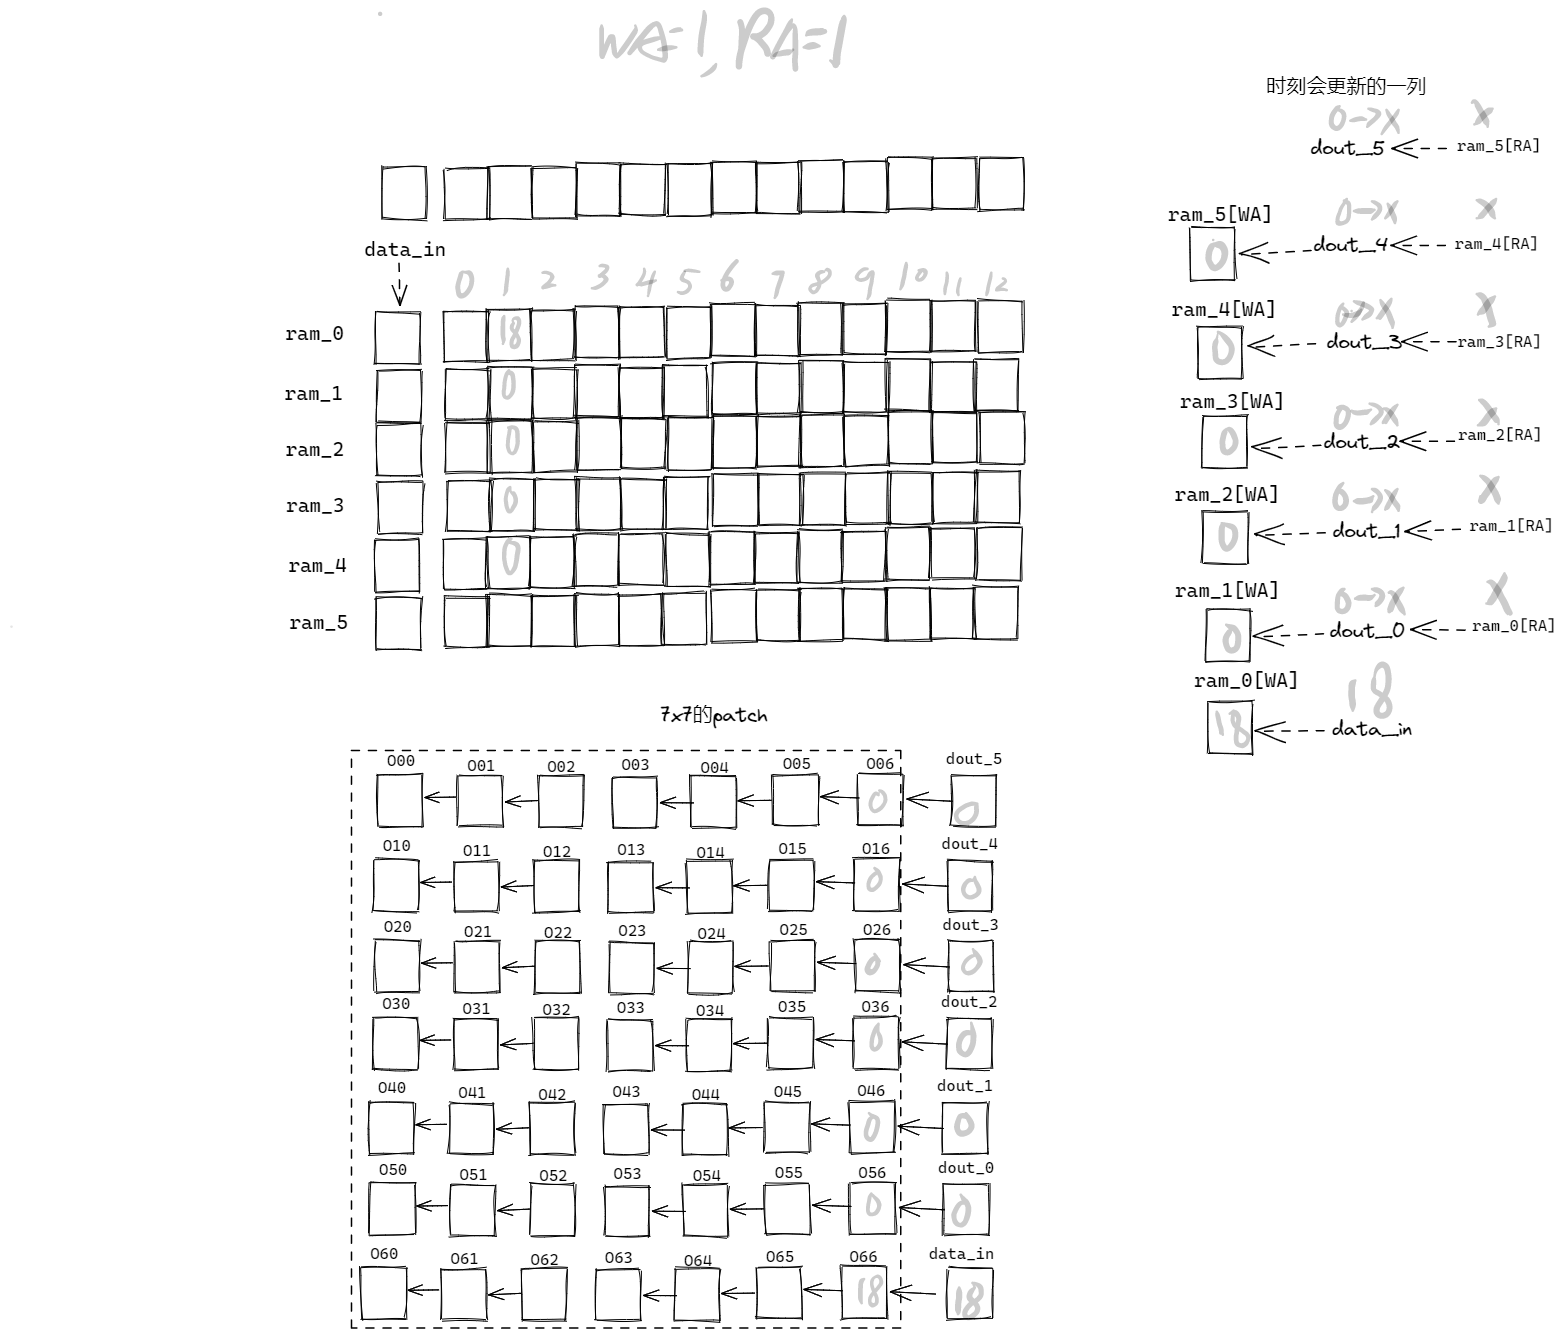 WA=1, RA=1
时刻会更新的一列
0->X X
dout_5 ram_5[RA]
ram_5[WA] 0->X X
0 dout_4 ram_4[RA]
data_in
0 1 2 3 4 5 6 7 8 9 10 11 12
ram_4[WA] 0->X X
ram_0 18
0 dout_3 ram_3[RA]
ram_1 0
ram_3[WA] 0->X X
ram_2 0
0 dout_2 ram_2[RA]
ram_3 0
ram_2[WA] 0->X X
0 dout_1 ram_1[RA]
ram_4 0
ram_1[WA] 0->X X
ram_5
0 dout_0 ram_0[RA]
ram_0[WA] 18
18 data_in
7x7的patch
000 001 002 003 004 005 006 dout_5
0 0
010 011 012 013 014 015 016 dout_4
0 0
020 021 022 023 024 025 026 dout_3
0 0
030 031 032 033 034 035 036 dout_2
0 0
040 041 042 043 044 045 046 dout_1
0 0
050 051 052 053 054 055 056 dout_0
0 0
060 061 062 063 064 065 066 data_in
18 18